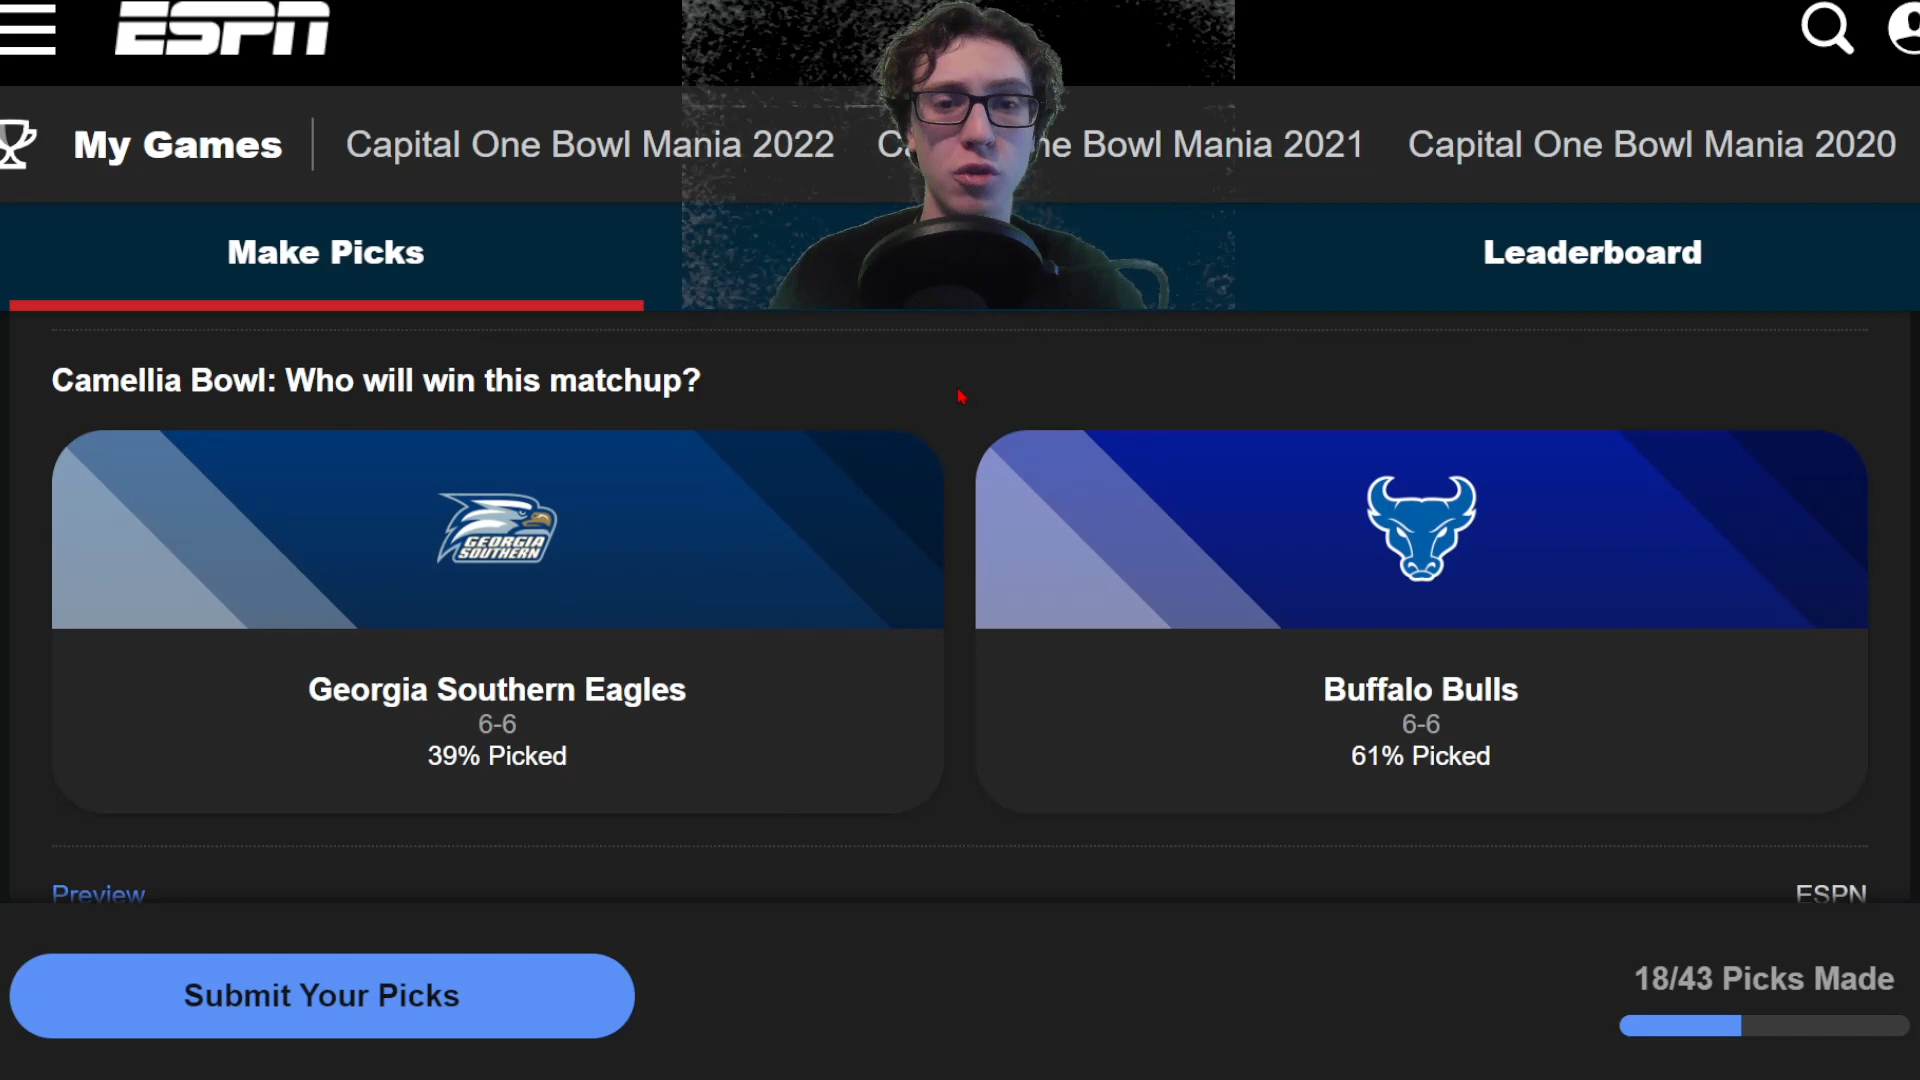 ESPN
My Games
Capital One Bowl Mania 2022
ne Bowl Mania 2021
Capital One Bowl Mania 2020
Make Picks
Leaderboard
Camellia Bowl: Who will win this matchup?
GEORGIA
SOUTHERN
Georgia Southern Eagles
6-6
39% Picked
Buffalo Bulls
6-6
61% Picked
Preview
ESPN
Submit Your Picks
18/43 Picks Made